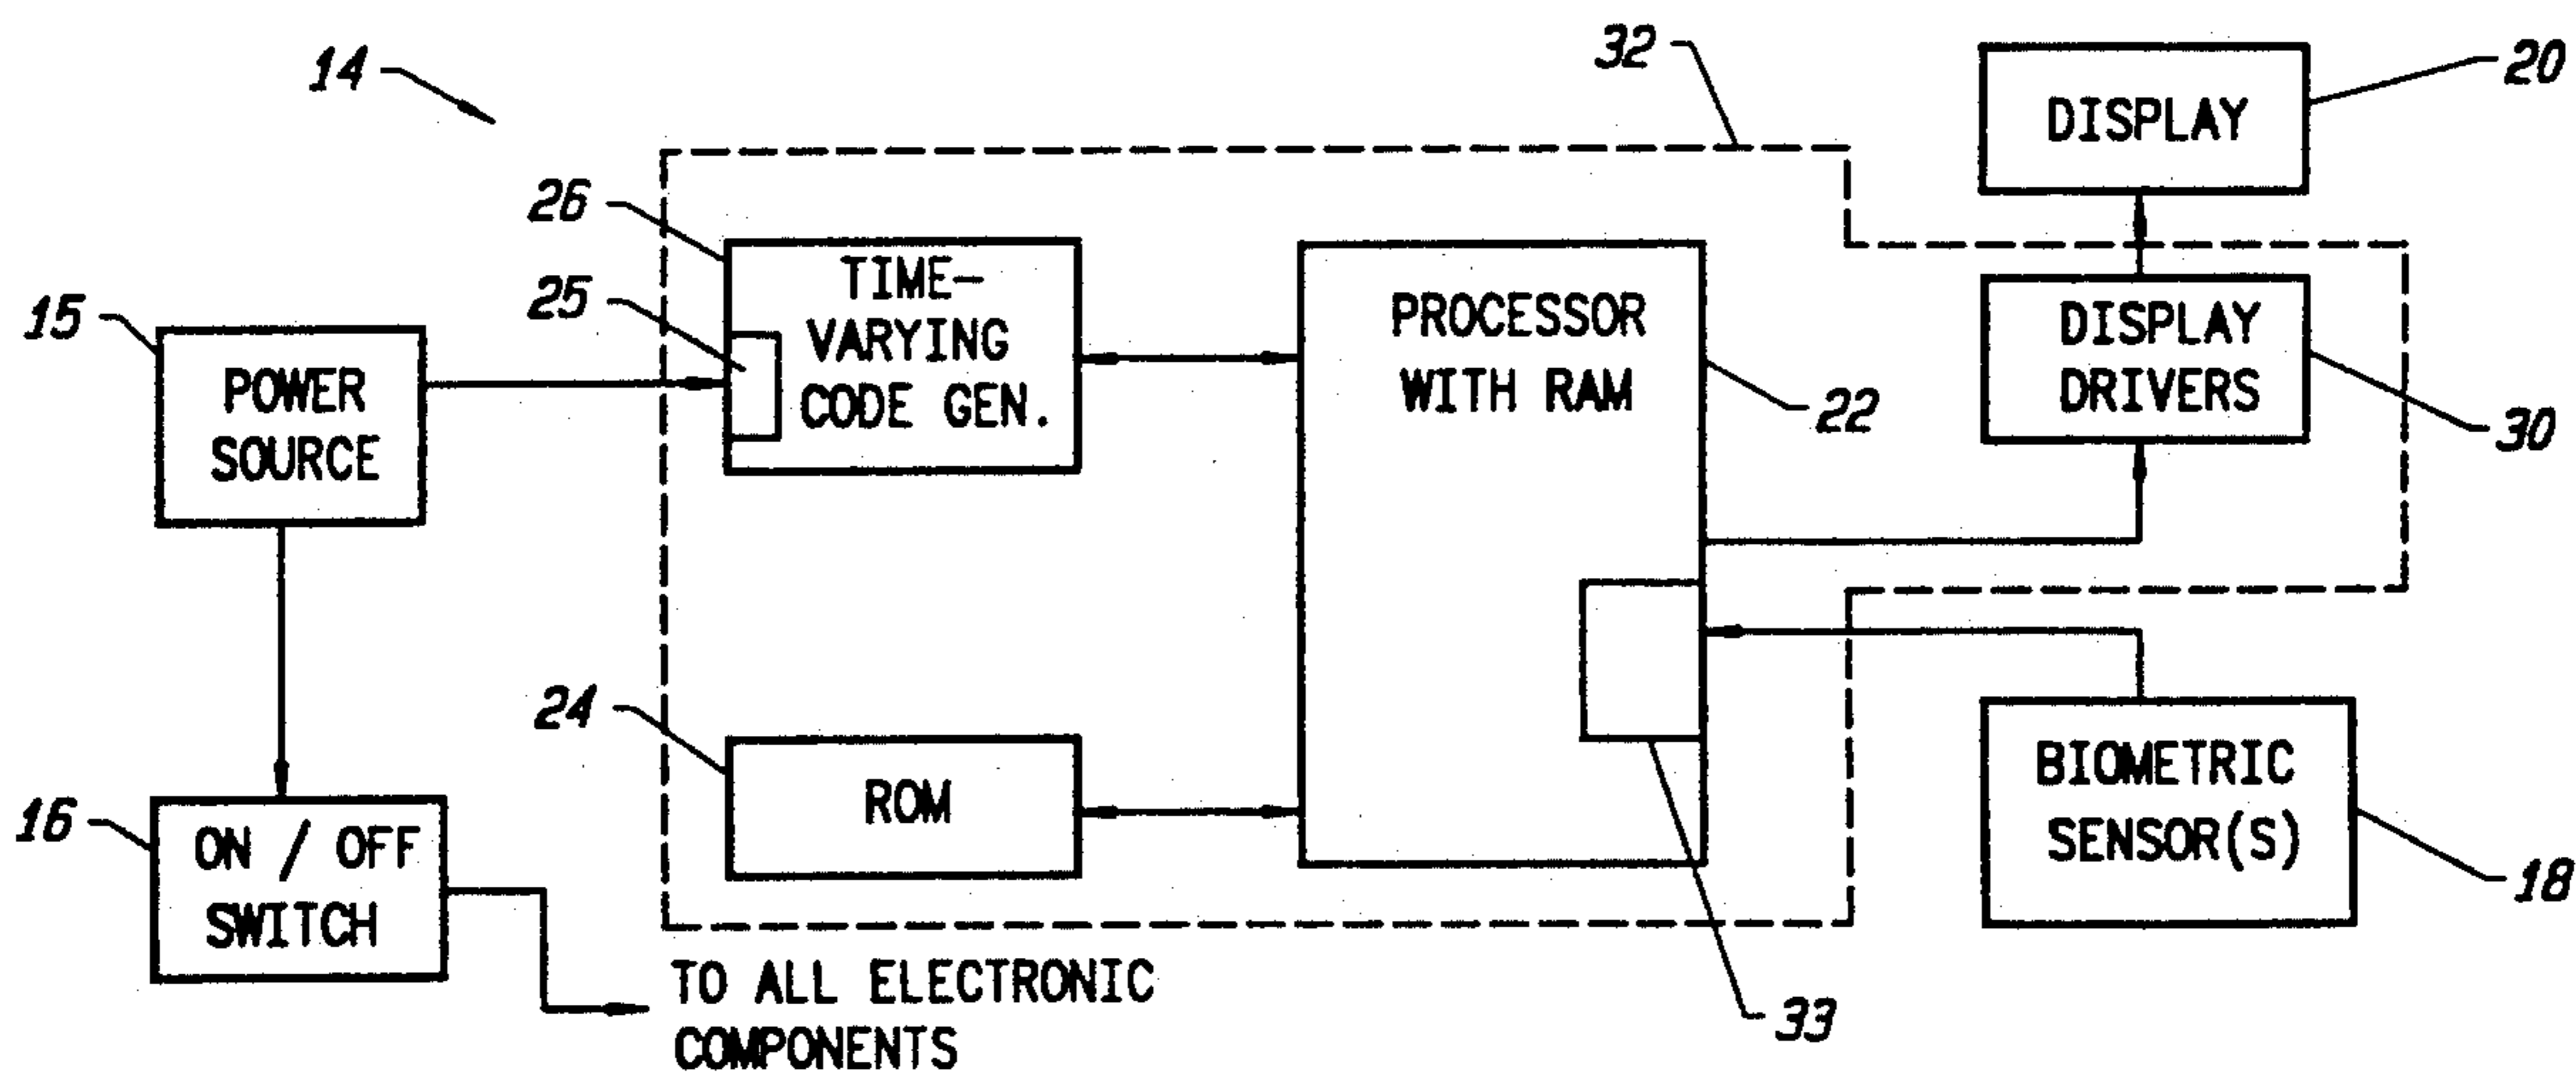 14
32
DISPLAY
20
26
25
TIME-
VARYING
CODE GEN.
PROCESSOR
WITH RAM
22
DISPLAY
DRIVERS
30
15
POWER
SOURCE
24
ROM
33
BIOMETRIC
SENSOR(S)
18
16
ON / OFF
SWITCH
TO ALL ELECTRONIC
COMPONENTS